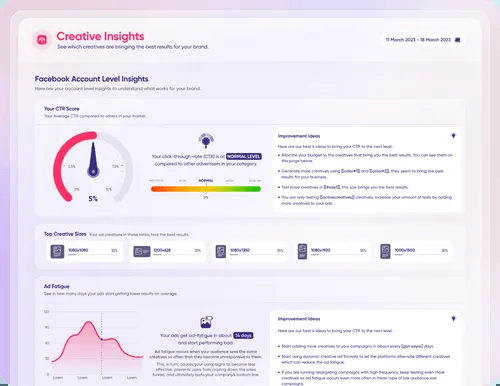 Creative Insights
See which creatives are bringing the best results for your brand.
11 March 2023 - 18 March 2023
Facebook Account Level Insights
Here are your account level insights to understand what works for your brand.
Your CTR Score
Your Average CTR compared to others in your market.
5%
Your click-through-rate (CTR) is at NORMAL LEVEL
compared to other advertisers in your category.
NORMAL
5%
Improvement Ideas
Here are our best ideas to bring your CTR to the next level.
Allocate your budget to the creatives that bring you the best results. You can see them on
this page below.
Generate more creatives using [[color#1]] and [[color#2]], they seem to bring the best
results for your business.
Test more creatives in [[#size1]], this size brings you the best results.
You are only testing [[activecreatives]] creatives, increase your amount of tests by adding
more creatives to your ads.
Top Creative Sizes
Your ad creatives in these ratios had the best results.
1080x1080
35%
1200x628
35%
1080x1350
35%
1080x1920
35%
1000x1500
35%
Ad Fatigue
See in how many days your ads start getting lower results on average.
Lorem
Lorem
Lorem
Lorem
Your ads get ad-fatigue in about 14 days
and start performing bad.
Ad fatigue occurs when your audience sees the same
creatives so often that they become unresponsive to them.
This, in turn, causes your campaigns to become less
effective, prevents users from moving down the sales
funnel, and ultimately hurts your company's bottom-line.
Improvement Ideas
Here are our best ideas to bring your CTR to the next level.
Start adding more creatives to your campaigns in about every [[gun sayısı]] days.
Start using dynamic creative ad formats to let the platforms alternate different creatives
which can reduce the ad fatigue.
If you are running retargeting campaigns with high frequency, keep testing even more
creatives as ad fatigue occurs even more often in these type of low audience size
campaigns.